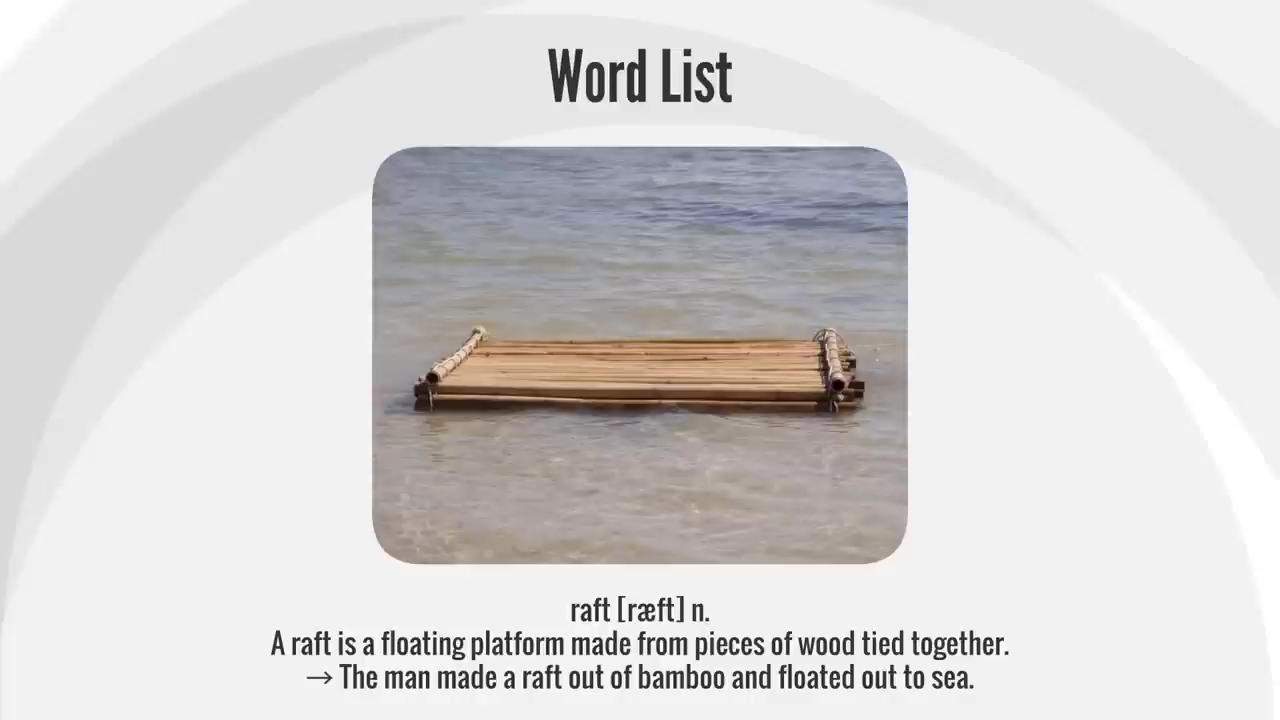 Word List
raft [ræft] n.
A raft is a floating platform made from pieces of wood tied together.
→ The man made a raft out of bamboo and floated out to sea.